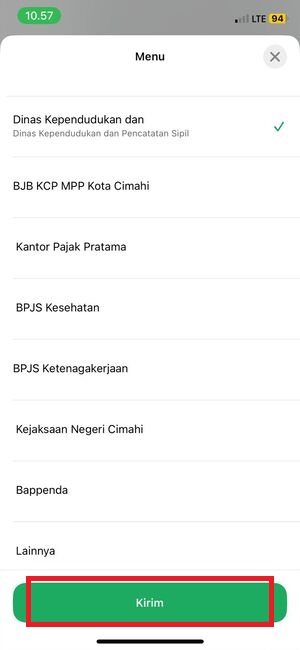 10.57
LTE 94
Menu
Dinas Kependudukan dan
Dinas Kependudukan dan Pencatatan Sipil
BJB KCP MPP Kota Cimahi
Kantor Pajak Pratama
BPJS Kesehatan
BPJS Ketenagakerjaan
Kejaksaan Negeri Cimahi
Bappenda
Lainnya
Kirim